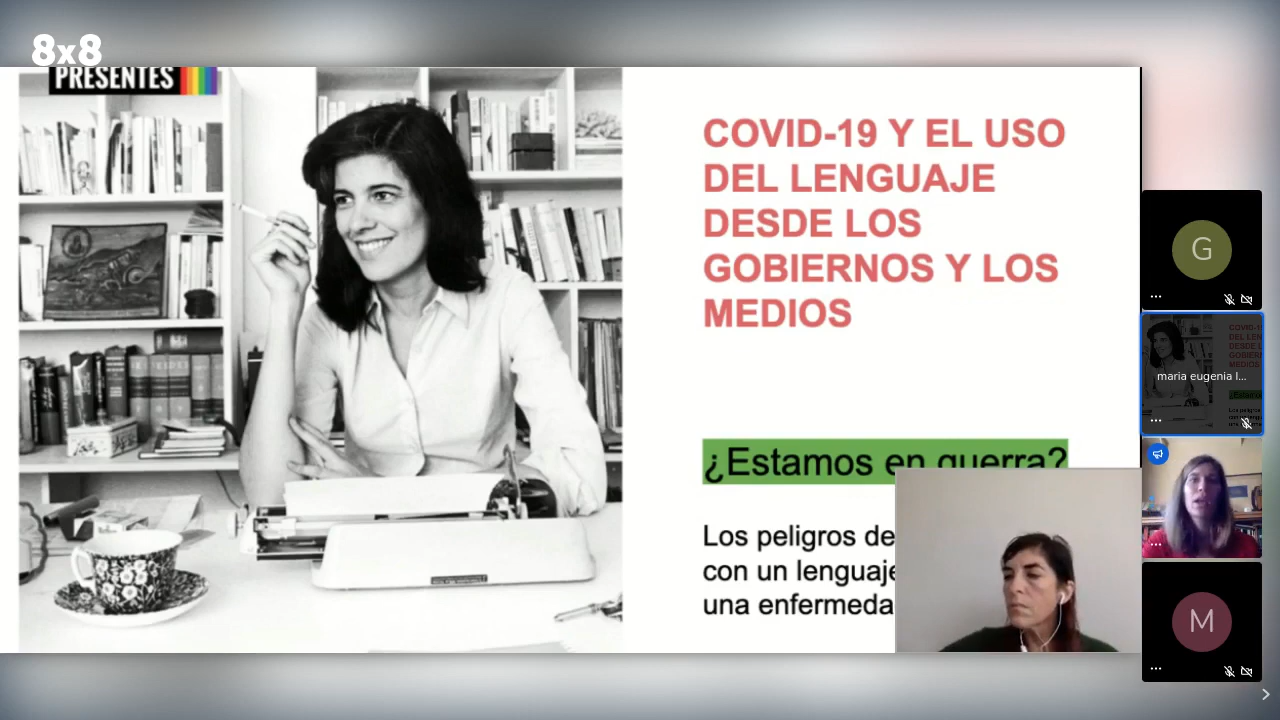 8x8
PRESENTES
COVID-19 Y EL USO
DEL LENGUAJE
DESDE LOS
GOBIERNOS Y LOS
MEDIOS
¿Estamos en guerra?
Los peligros de
con un lenguaje
una enfermeda
G
maria eugenia l...
M